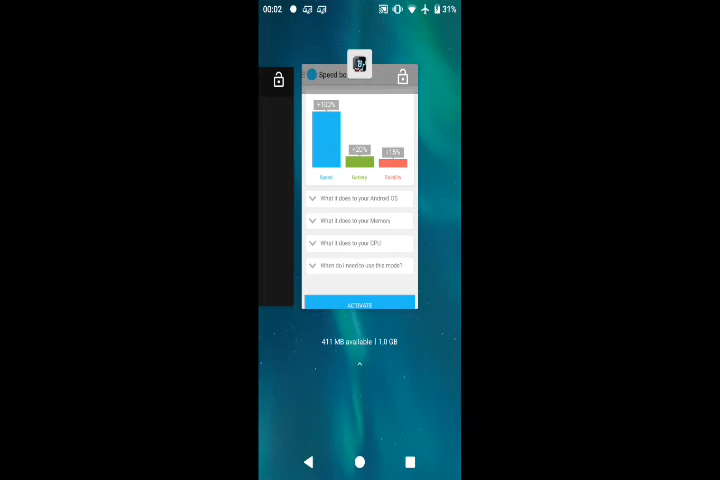 00:02
31%
Speed bo
+100%
+20%
+15%
Speed
Battery
Stability
What it does to your Android OS
What it does to your Memory
What it does to your CPU
When do I need to use this mode?
ACTIVATE
411 MB available | 1,0 GB